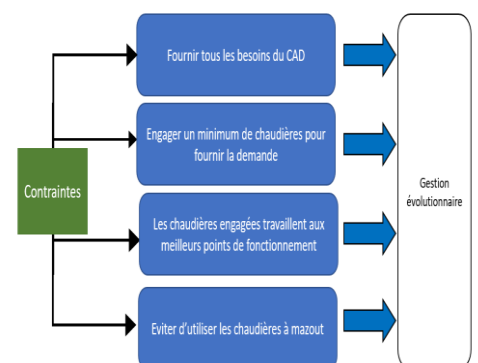 Contraintes
Fournir tous les besoins du CAD
Engager un minimum de chaudières pour
fournir la demande
Les chaudières engagées travaillent aux
meilleurs points de fonctionnement
Eviter d'utiliser les chaudières à mazout
Gestion
évolutionnaire